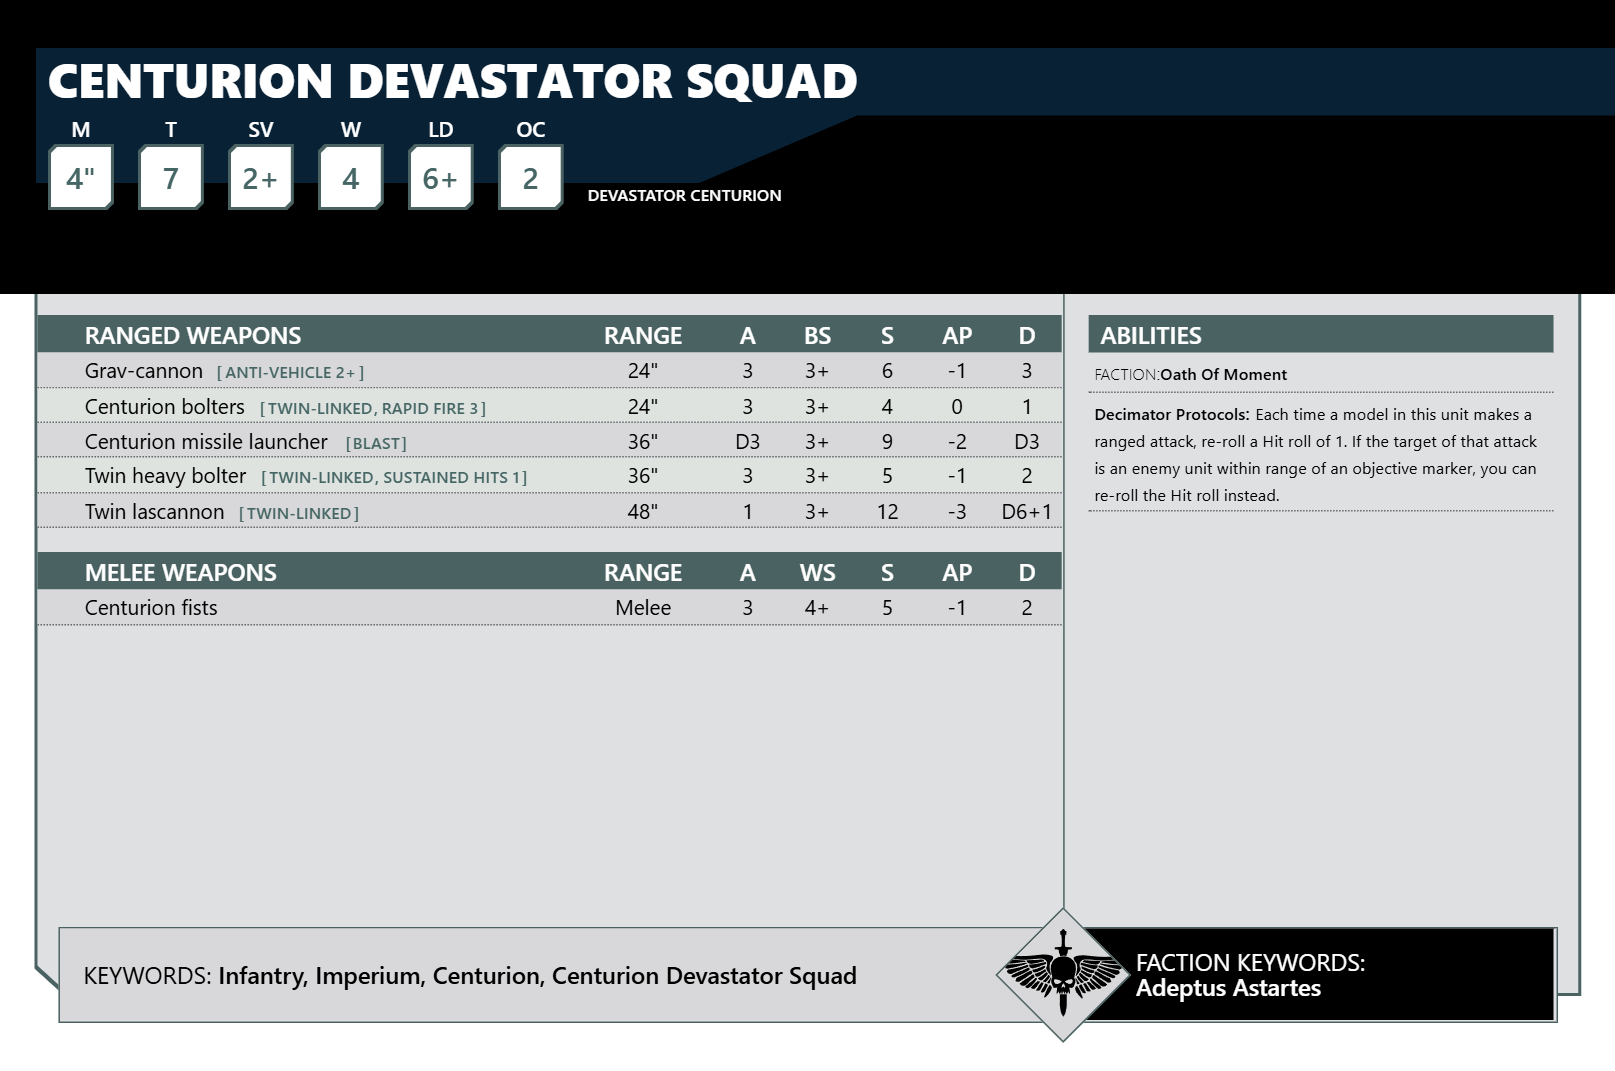 CENTURION DEVASTATOR SQUAD
M T SV W LD OC
4" 7 2+ 4 6+ 2
DEVASTATOR CENTURION
RANGED WEAPONS RANGE A BS S AP D
Grav-cannon [ANTI-VEHICLE 2+] 24" 3 3+ 6 -1 3
Centurion bolters [TWIN-LINKED, RAPID FIRE 3] 24" 3 3+ 4 0 1
Centurion missile launcher [BLAST] 36" D3 3+ 9 -2 D3
Twin heavy bolter [TWIN-LINKED, SUSTAINED HITS 1] 36" 3 3+ 5 -1 2
Twin lascannon [TWIN-LINKED] 48" 1 3+ 12 -3 D6+1
MELEE WEAPONS RANGE A WS S AP D
Centurion fists Melee 3 4+ 5 -1 2
ABILITIES
FACTION:Oath Of Moment
Decimator Protocols: Each time a model in this unit makes a
ranged attack, re-roll a Hit roll of 1. If the target of that attack
is an enemy unit within range of an objective marker, you can
re-roll the Hit roll instead.
KEYWORDS: Infantry, Imperium, Centurion, Centurion Devastator Squad
FACTION KEYWORDS:
Adeptus Astartes